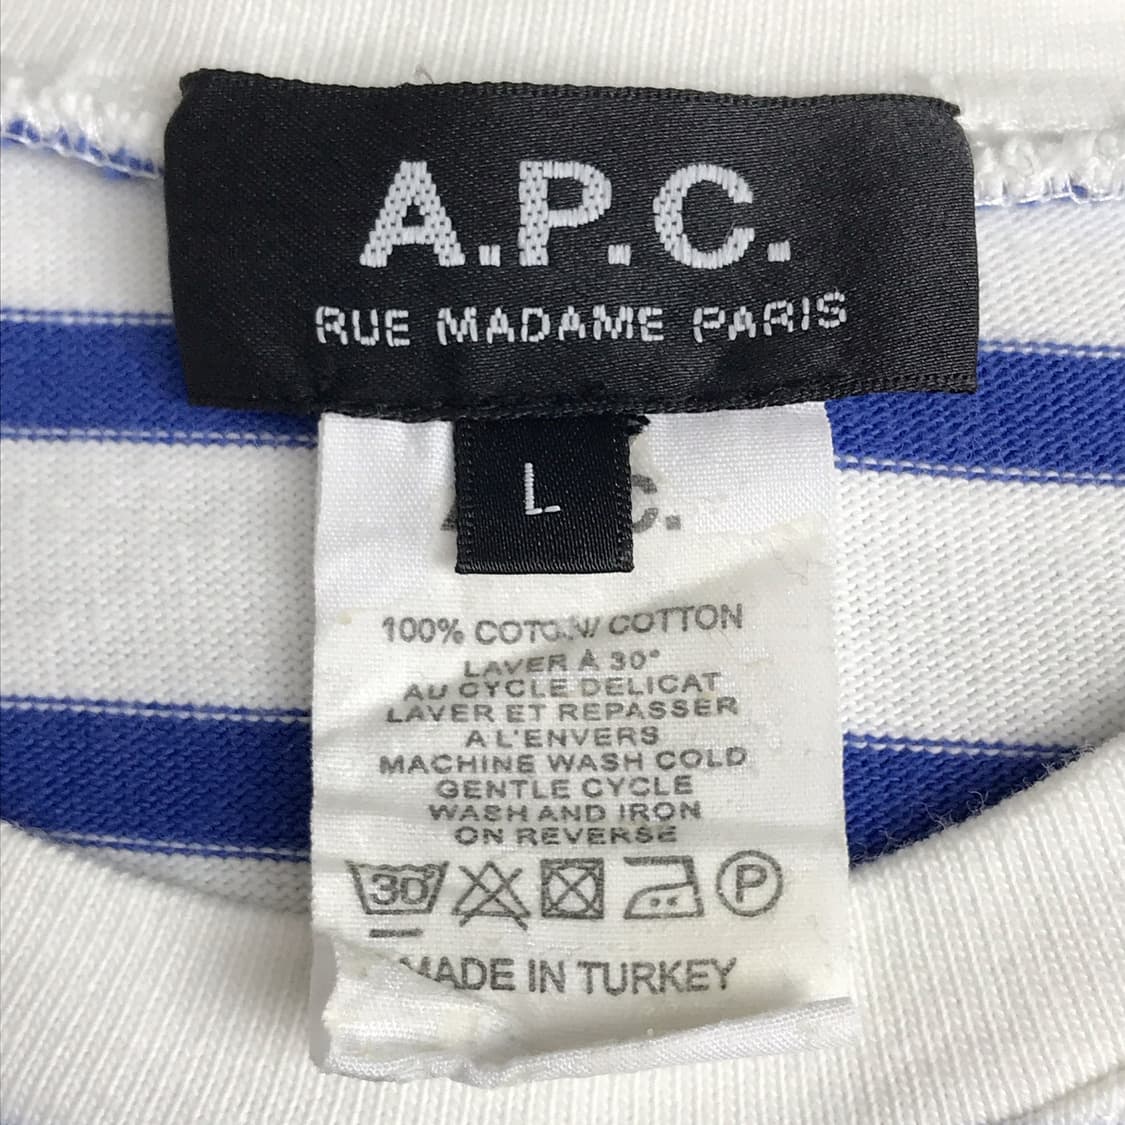 A.P.C.
RUE MADAME PARIS
L
C.
100% COTON/ COTTON
LAVER À 30°
AU CYCLE DELICAT
LAVER ET REPASSER
A L'ENVERS
MACHINE WASH COLD
GENTLE CYCLE
WASH AND IRON
ON REVERSE
30° P
MADE IN TURKEY